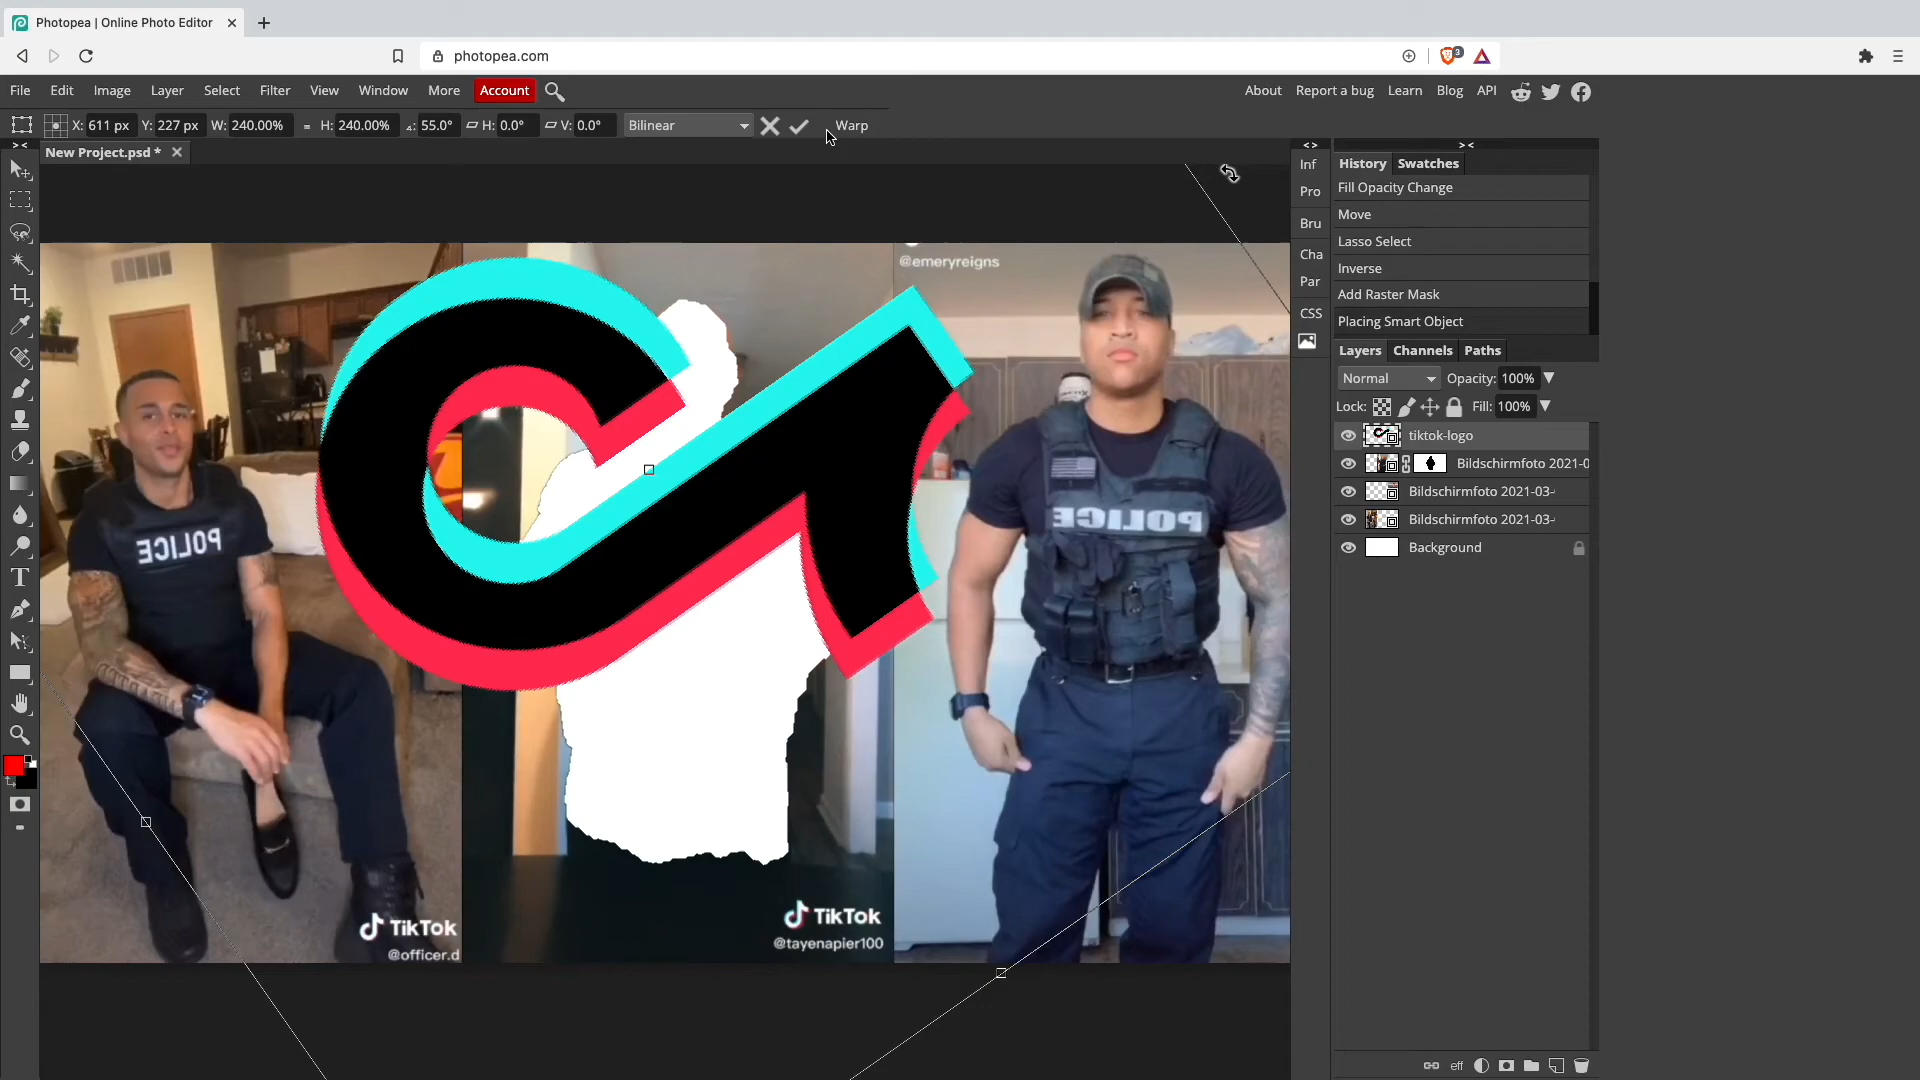 Photopea | Online Photo Editor
photopea.com
3
File Edit Image Layer Select Filter View Window More Account
About Report a bug Learn Blog API
X: 611 px Y: 227 px W: 240.00% = H: 240.00% 55.0° H: 0.0° V: 0.0° Bilinear Warp
New Project.psd *
Inf
Pro
Bru
Cha
Par
CSS
History Swatches
Fill Opacity Change
Move
Lasso Select
Inverse
Add Raster Mask
Placing Smart Object
Layers Channels Paths
Normal Opacity: 100%
Lock: Fill: 100%
tiktok-logo
Bildschirmfoto 2021-0
Bildschirmfoto 2021-03-
Bildschirmfoto 2021-03-
Background
eff
@emeryreigns
POLICE
POLICE
TikTok
@officer.d
TikTok
@tayenapier100